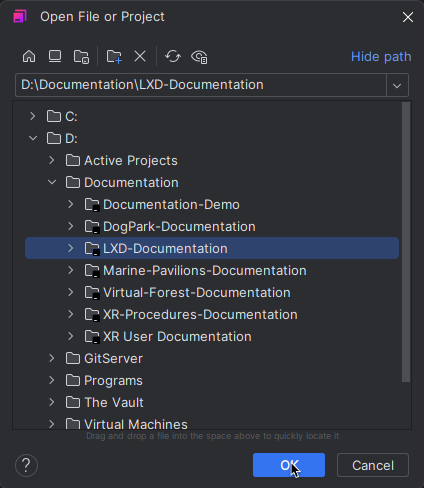 Open File or Project
Hide path
D:\Documentation\LXD-Documentation
C:
D:
Active Projects
Documentation
Documentation-Demo
DogPark-Documentation
LXD-Documentation
Marine-Pavilions-Documentation
Virtual-Forest-Documentation
XR-Procedures-Documentation
XR User Documentation
GitServer
Programs
The Vault
Virtual Machines
Drag and drop a file into the space above to quickly locate it
? OK Cancel